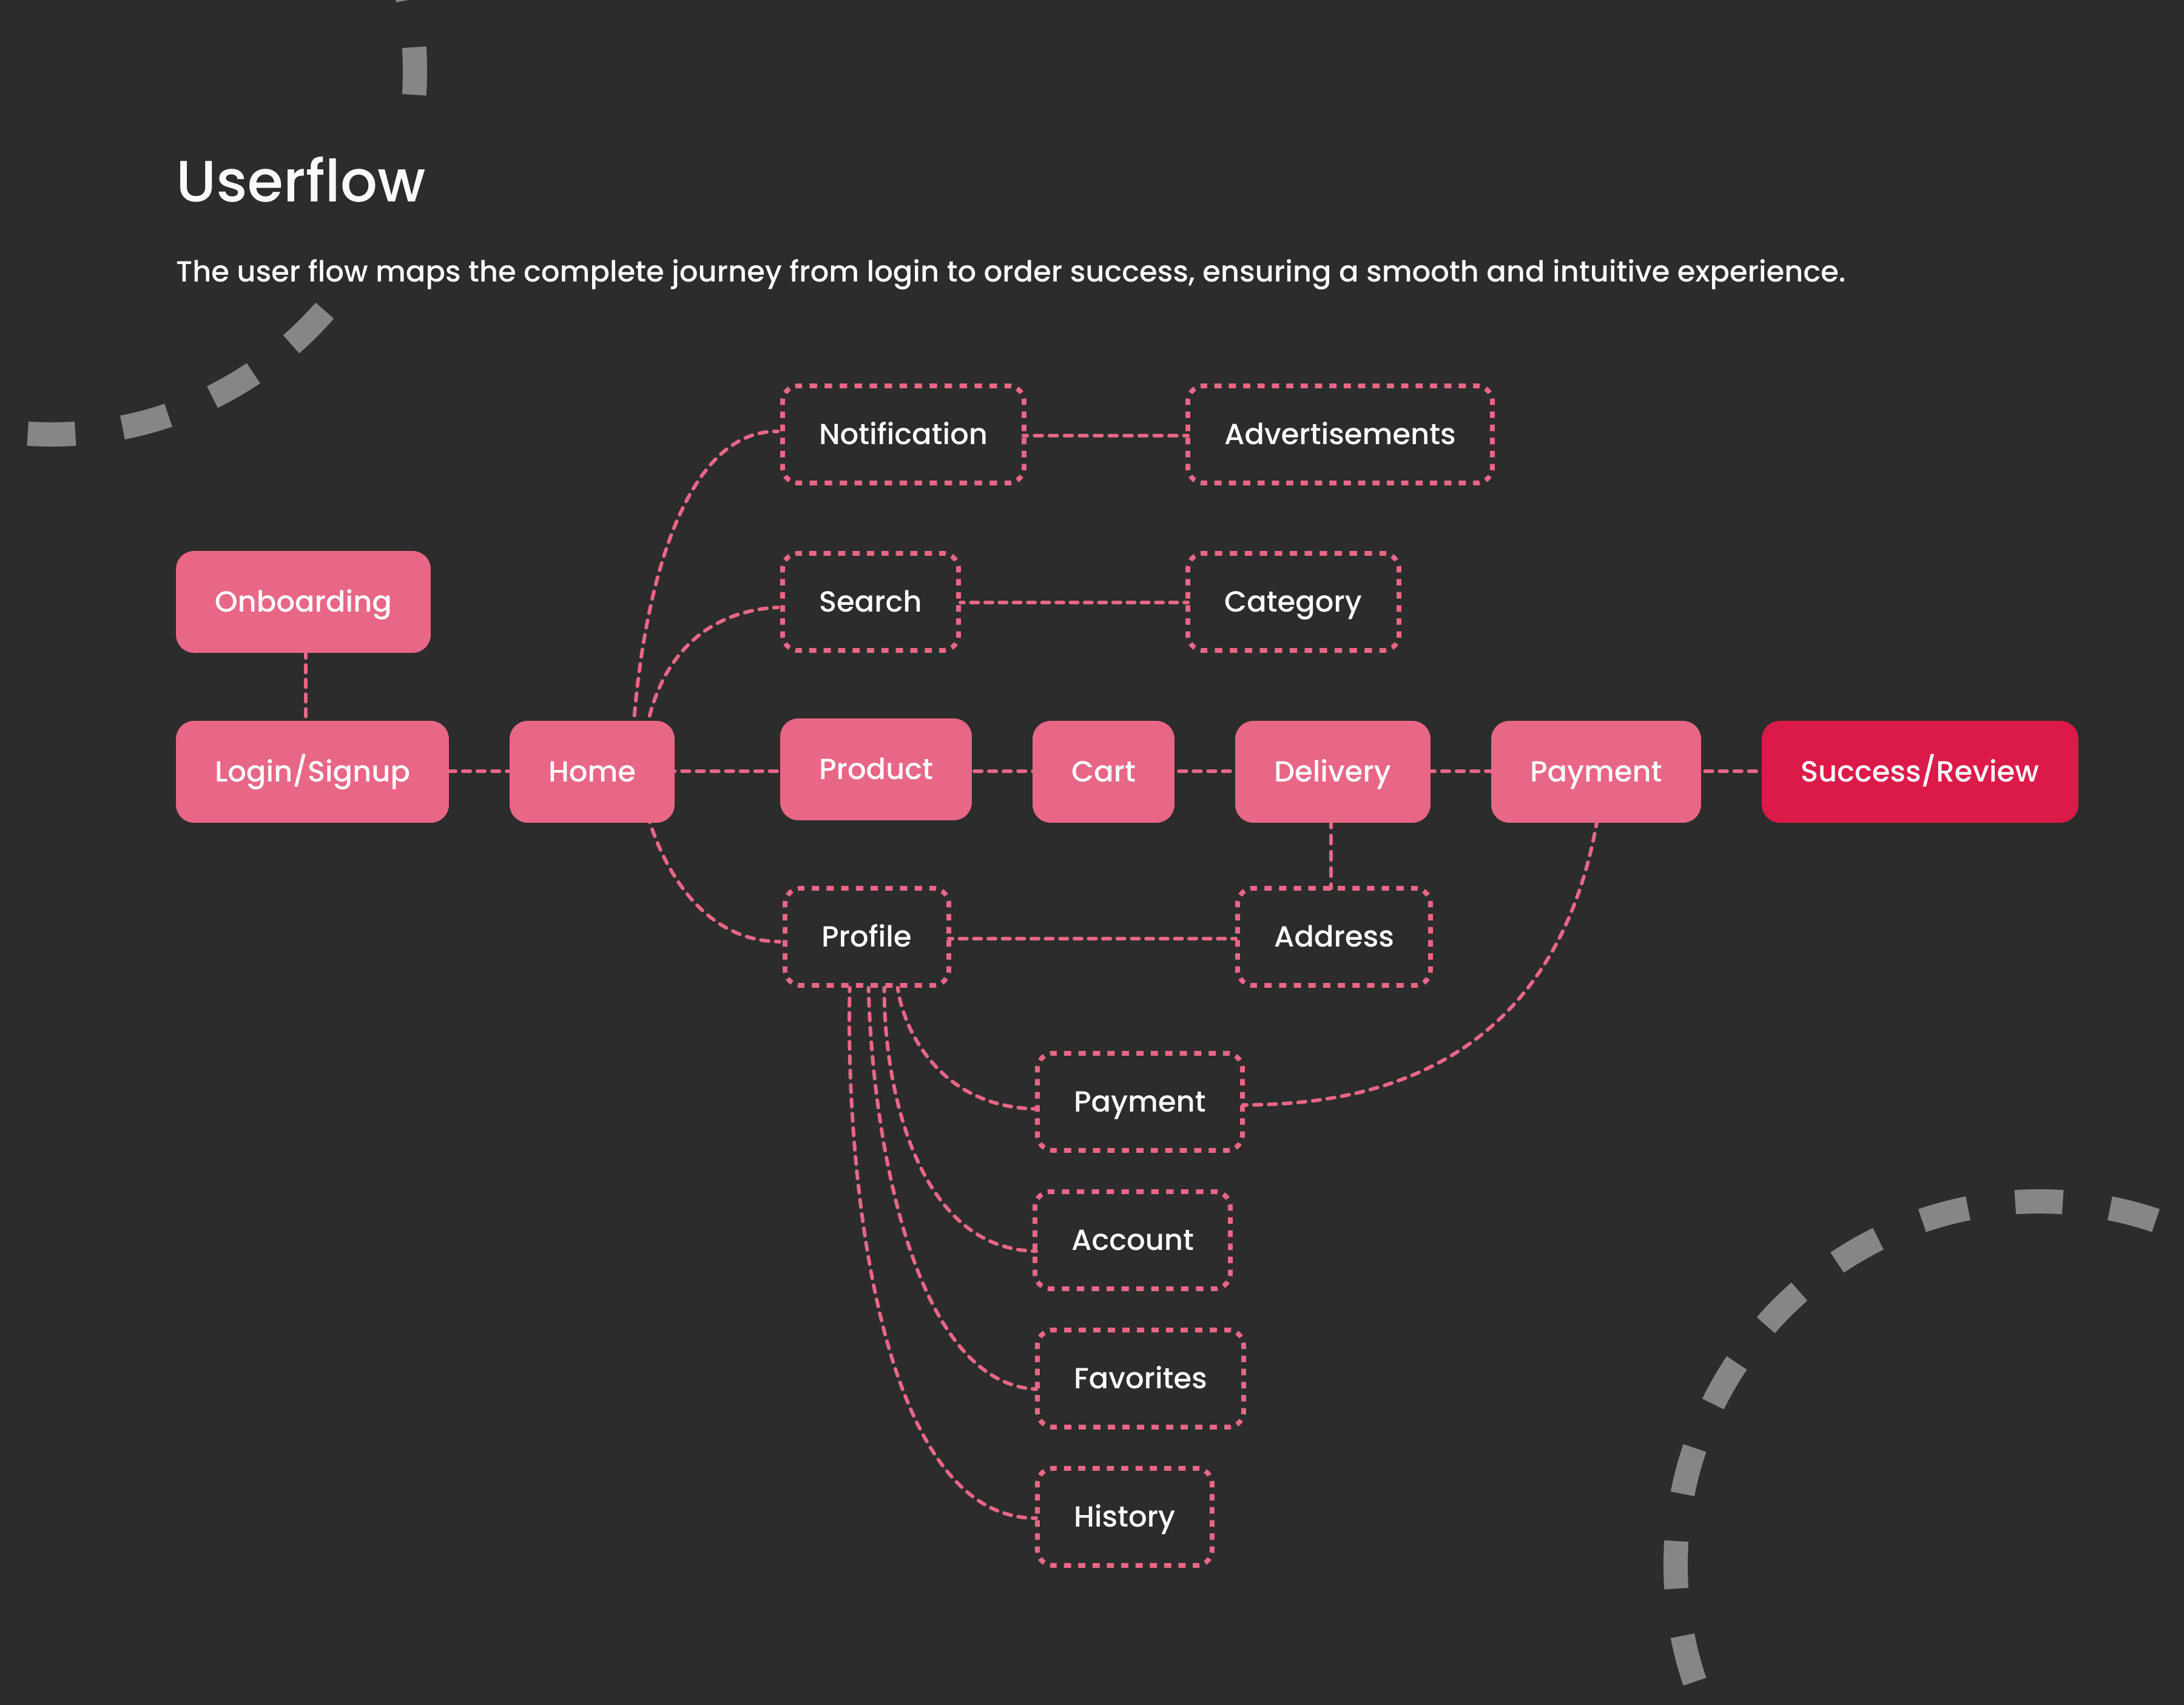 Userflow
The user flow maps the complete journey from login to order success, ensuring a smooth and intuitive experience.
Notification
Advertisements
Onboarding
Search
Category
Login/Signup
Home
Product
Cart
Delivery
Payment
Success/Review
Profile
Address
Payment
Account
Favorites
History